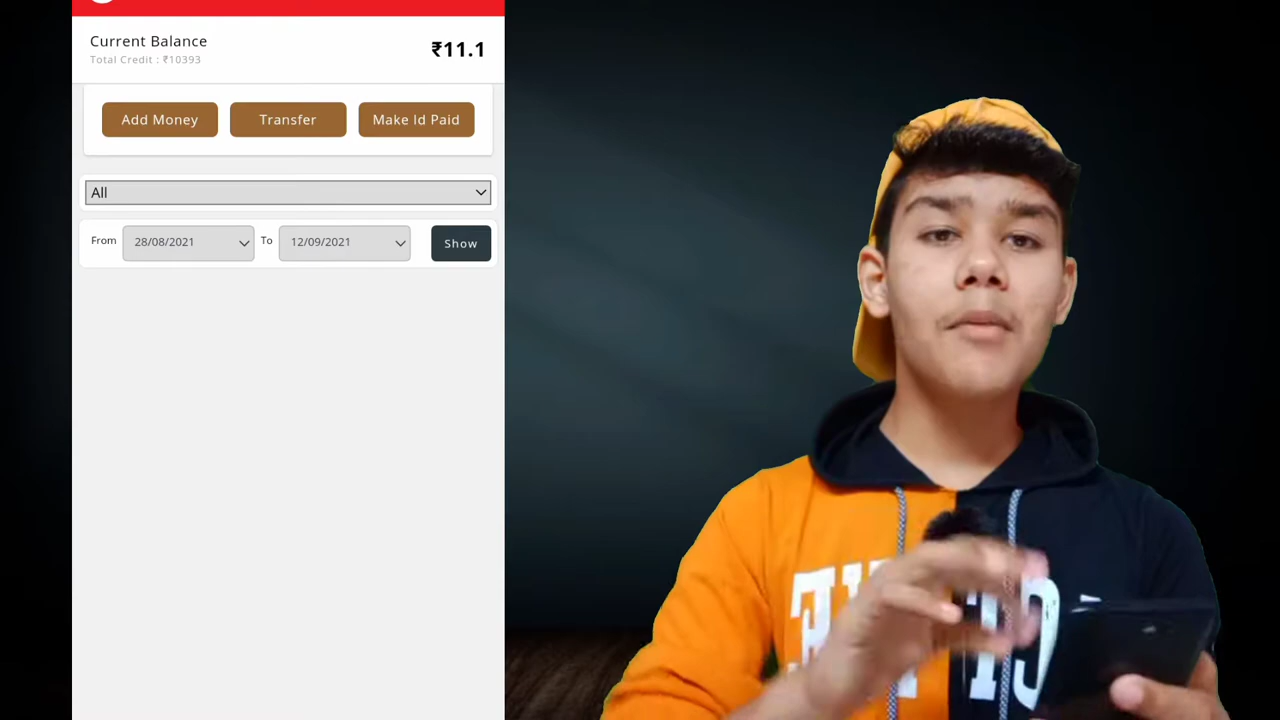 Current Balance
Total Credit : ₹10393
₹11.1
Add Money
Transfer
Make Id Paid
All
From
28/08/2021
To
12/09/2021
Show